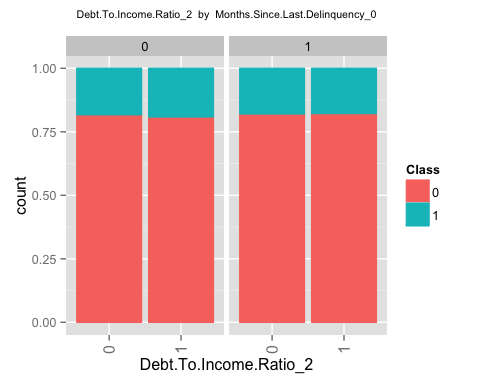 Debt.To.Income.Ratio_2 by Months.Since.Last.Delinquency_0
0 1
1.00
0.75
0.50
0.25
0.00
count
0 1 0 1
Debt.To.Income.Ratio_2
Class
0
1